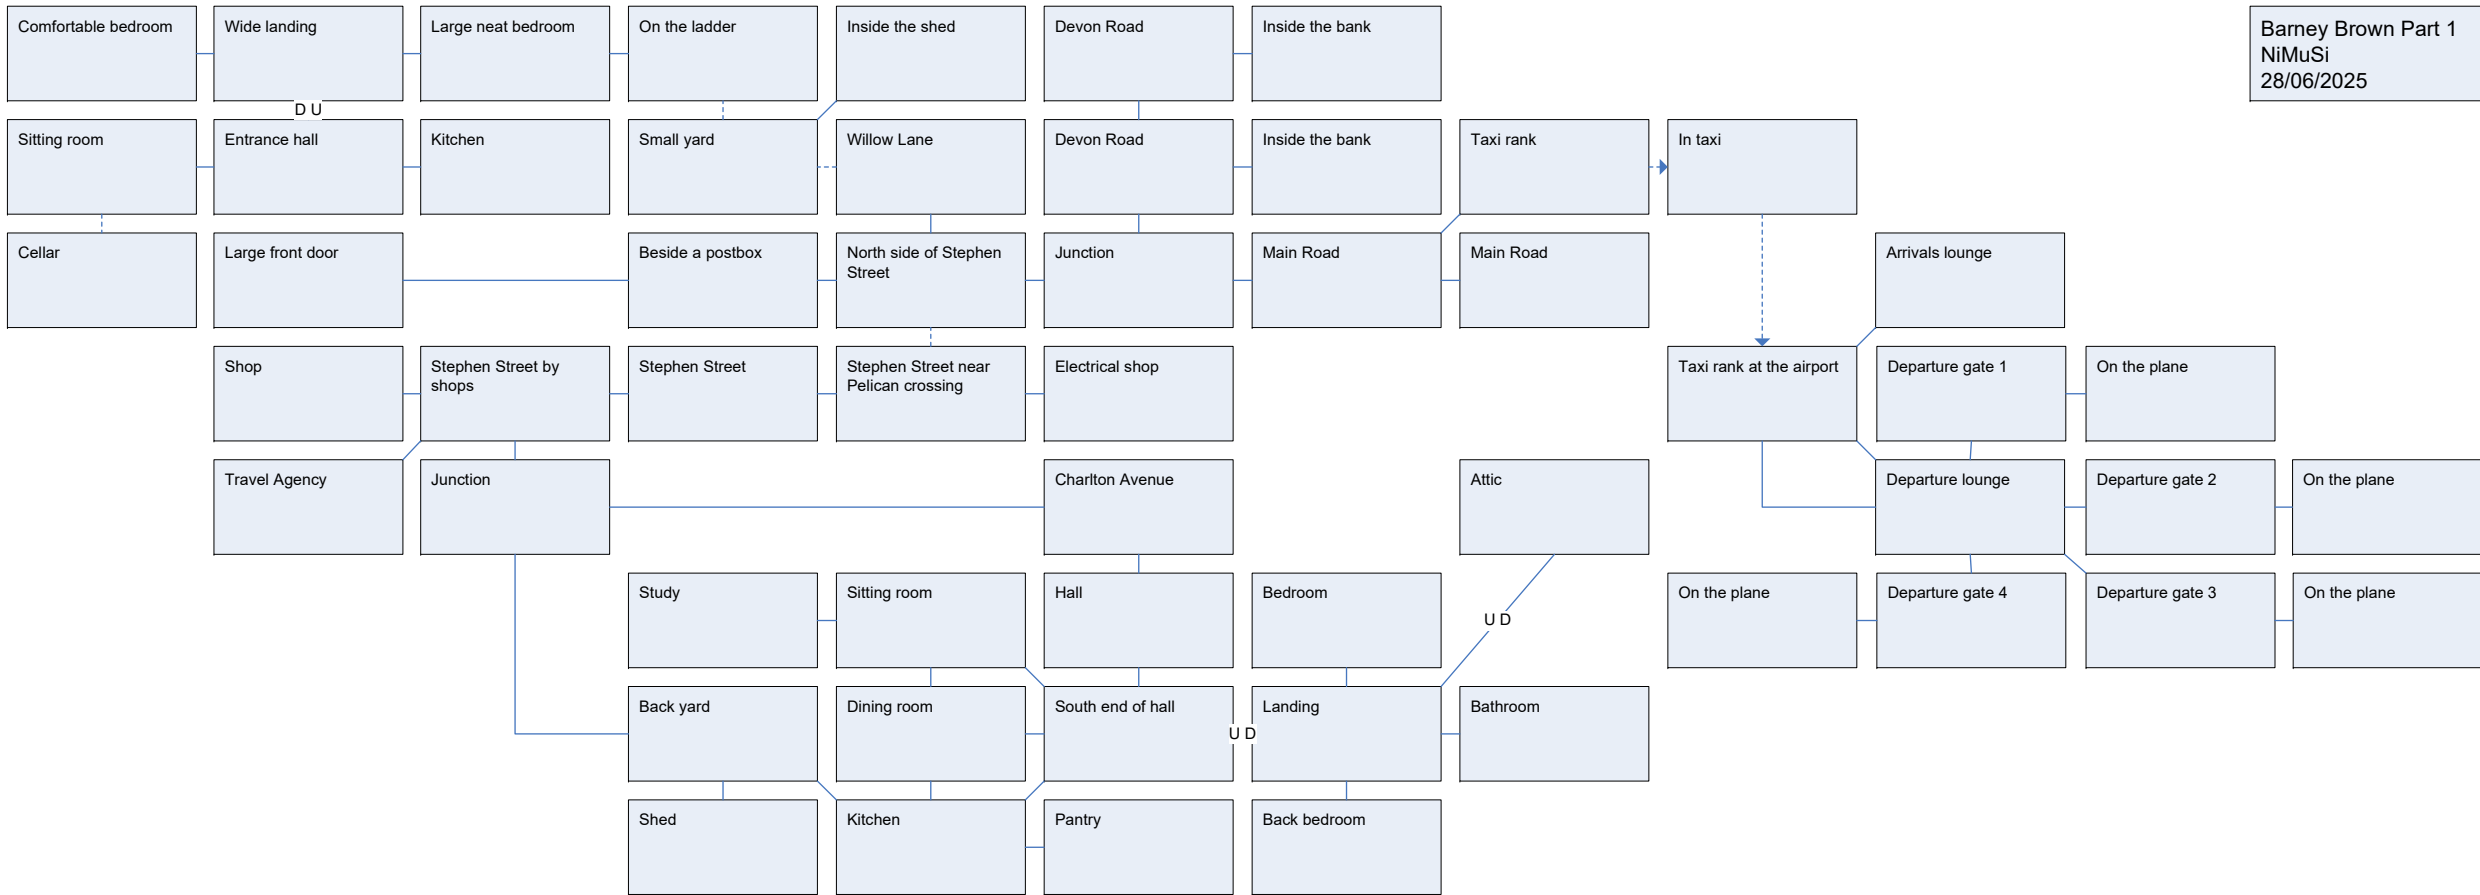 Comfortable bedroom
Wide landing
Large neat bedroom
On the ladder
Inside the shed
Devon Road
Inside the bank
Barney Brown Part 1
NiMuSi
28/06/2025
D U
Sitting room
Entrance hall
Kitchen
Small yard
Willow Lane
Devon Road
Inside the bank
Taxi rank
In taxi
Cellar
Large front door
Beside a postbox
North side of Stephen
Street
Junction
Main Road
Main Road
Arrivals lounge
Shop
Stephen Street by
shops
Stephen Street
Stephen Street near
Pelican crossing
Electrical shop
Taxi rank at the airport
Departure gate 1
On the plane
Travel Agency
Junction
Charlton Avenue
Attic
Departure lounge
Departure gate 2
On the plane
Study
Sitting room
Hall
Bedroom
U D
On the plane
Departure gate 4
Departure gate 3
On the plane
Back yard
Dining room
South end of hall
U D
Landing
Bathroom
Shed
Kitchen
Pantry
Back bedroom